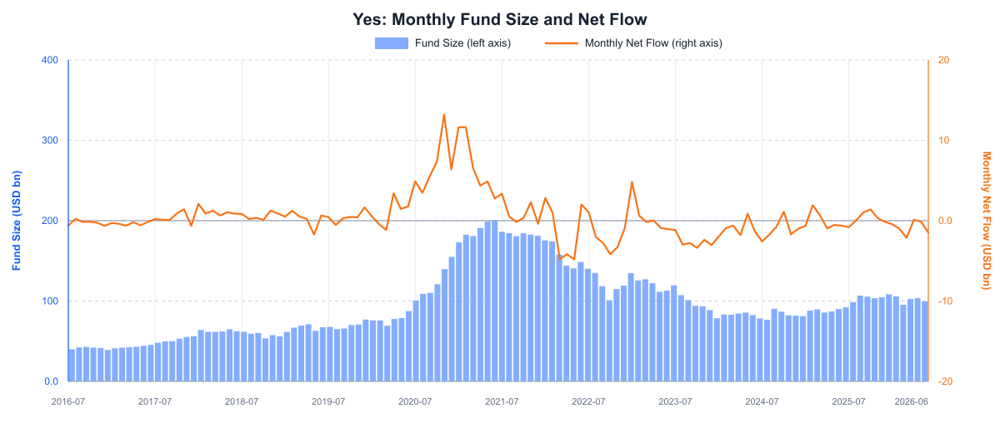 Yes: Monthly Fund Size and Net Flow
Fund Size (left axis) Monthly Net Flow (right axis)
400 20
300 10
200 0.0
100 -10
0.0 -20
Fund Size (USD bn)
Monthly Net Flow (USD bn)
2016-07 2017-07 2018-07 2019-07 2020-07 2021-07 2022-07 2023-07 2024-07 2025-07 2026-06